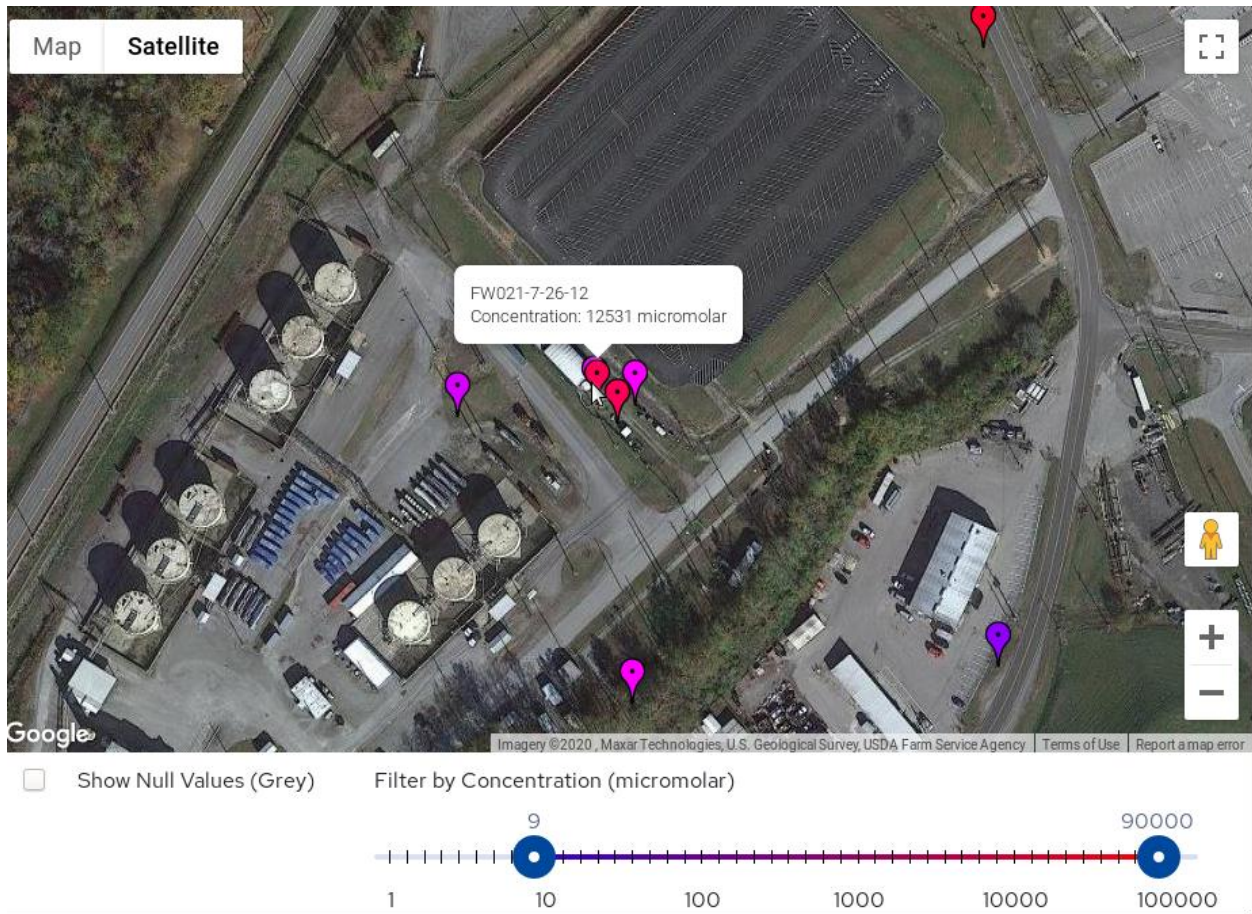 Map Satellite
FW021-7-26-12
Concentration: 12531 micromolar
Google
Imagery ©2020 , Maxar Technologies, U.S. Geological Survey, USDA Farm Service Agency Terms of Use Report a map error
Show Null Values (Grey) Filter by Concentration (micromolar)
9 90000
1 10 100 1000 10000 100000